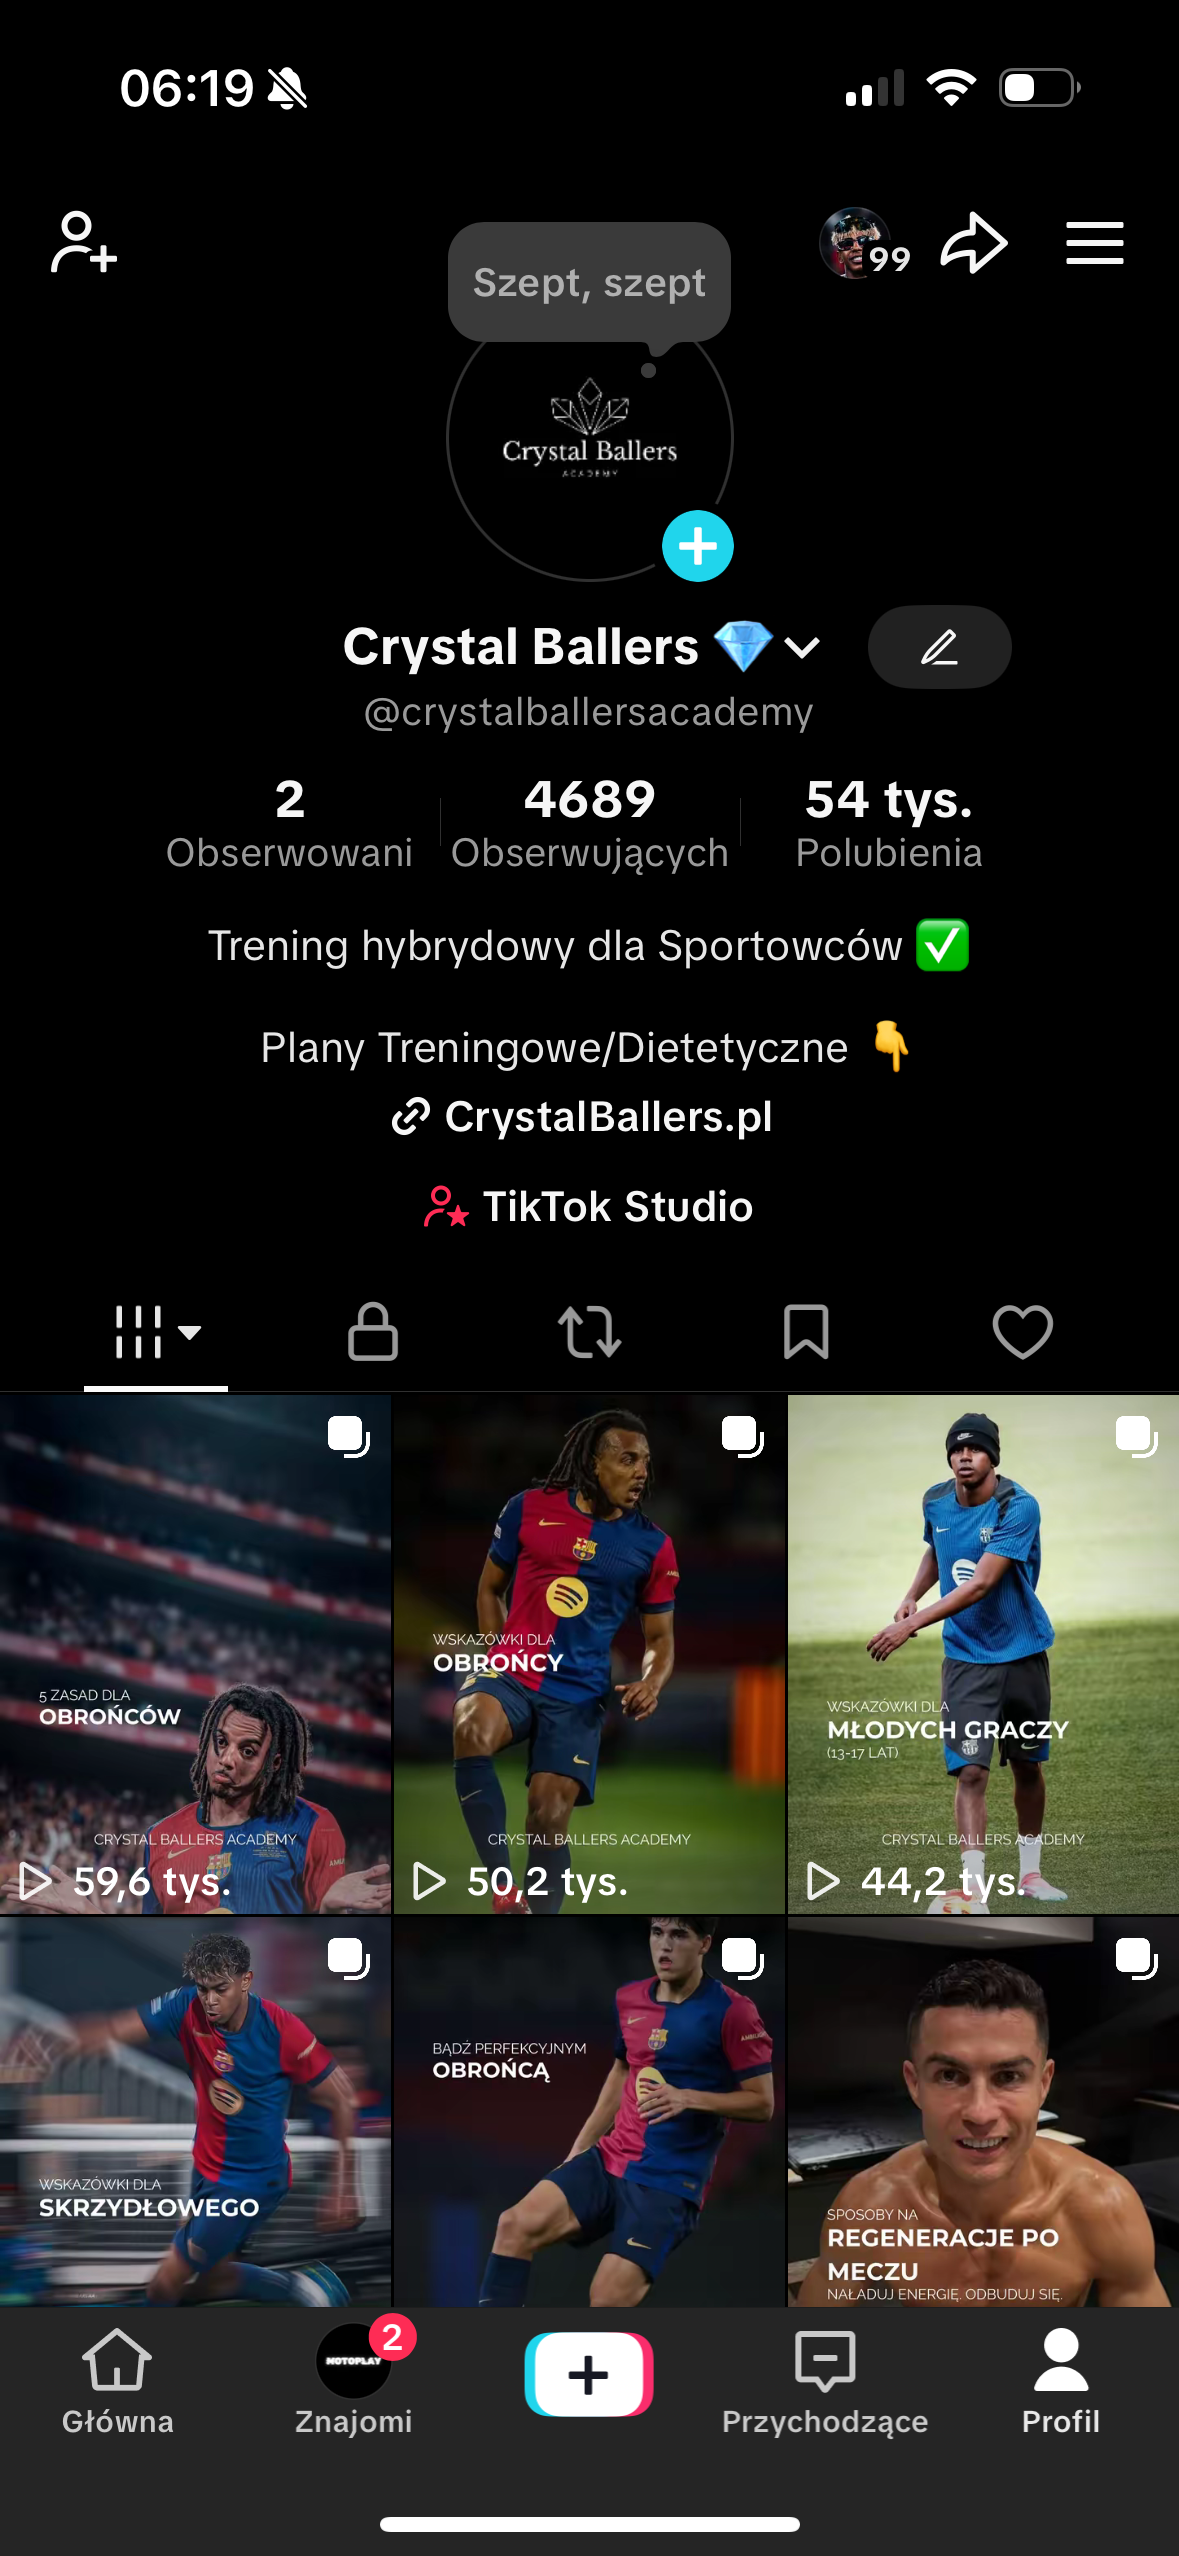 06:19
Szept, szept
99
Crystal Ballers
ACADEMY
Crystal Ballers 💎
@crystalballersacademy
2
Obserwowani
4689
Obserwujących
54 tys.
Polubienia
Trening hybrydowy dla Sportowców ✅
Plany Treningowe/Dietetyczne 👇
CrystalBallers.pl
TikTok Studio
5 ZASAD DLA
OBROŃCÓW
CRYSTAL BALLERS ACADEMY
59,6 tys.
WSKAZÓWKI DLA
OBROŃCY
CRYSTAL BALLERS ACADEMY
50,2 tys.
WSKAZÓWKI DLA
MŁODYCH GRACZY
(13-17 LAT)
CRYSTAL BALLERS ACADEMY
44,2 tys.
WSKAZÓWKI DLA
SKRZYDŁOWEGO
BĄDŹ PERFEKCYJNYM
OBROŃCĄ
SPOSOBY NA
REGENERACJE PO
MECZU
NAŁADUJ ENERGIĘ. ODBUDUJ SIĘ.
Główna
MOTOPLAY
2
Znajomi
Przychodzące
Profil